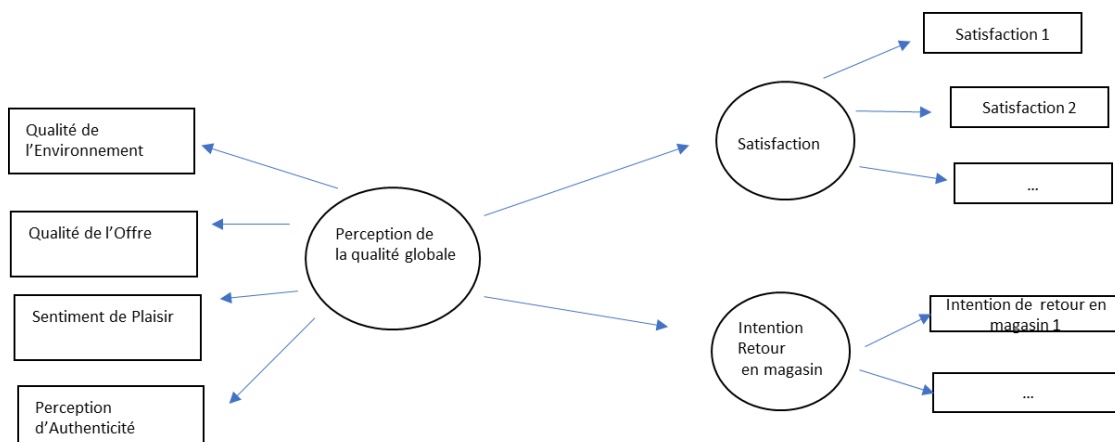 Qualité de
l'Environnement
Qualité de l'Offre
Sentiment de Plaisir
Perception
d'Authenticité
Perception de
la qualité globale
Satisfaction
Satisfaction 1
Satisfaction 2
...
Intention
Retour
en magasin
Intention de retour en
magasin 1
...